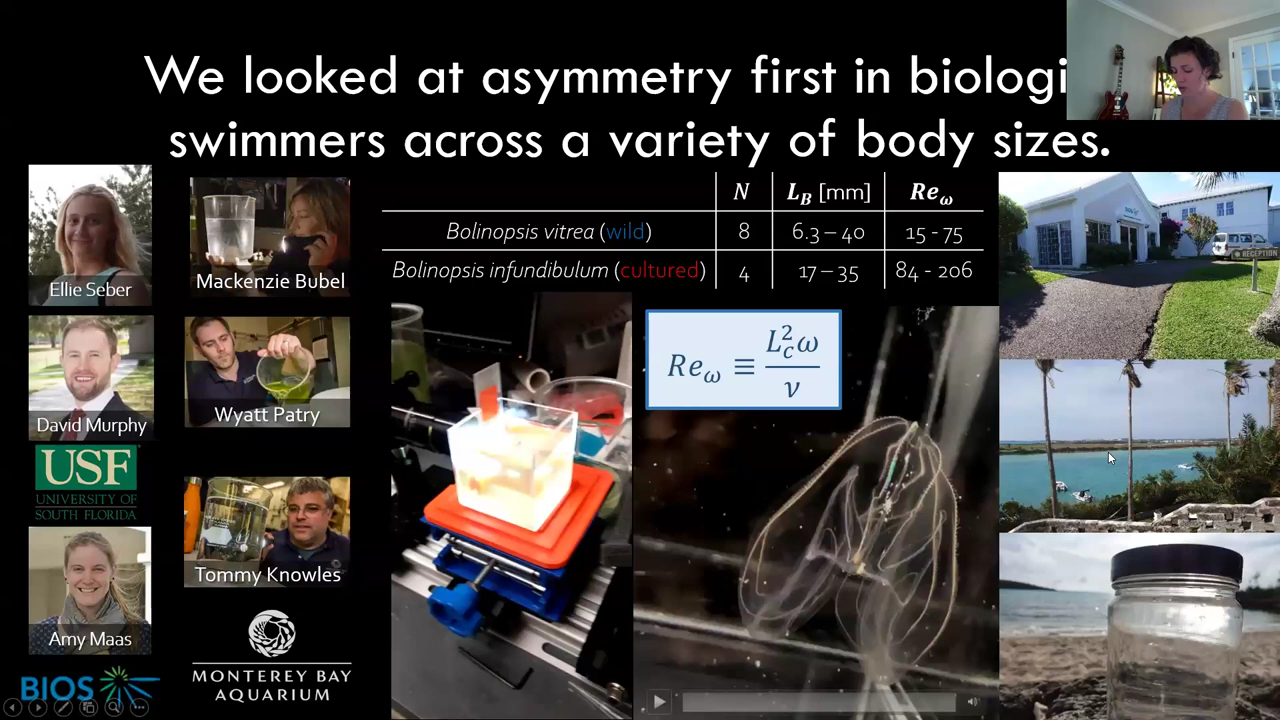 We looked at asymmetry first in biologi
swimmers across a variety of body sizes.
N L_B [mm] Re_ω
Bolinopsis vitrea (wild) 8 6.3 – 40 15 - 75
Bolinopsis infundibulum (cultured) 4 17 – 35 84 - 206
Re_ω ≡ L_c^2 ω / ν
Ellie Seber
Mackenzie Bubel
David Murphy
Wyatt Patry
USF
UNIVERSITY OF
SOUTH FLORIDA
Tommy Knowles
Amy Maas
BIOS
MONTEREY BAY
AQUARIUM
RECEPTION